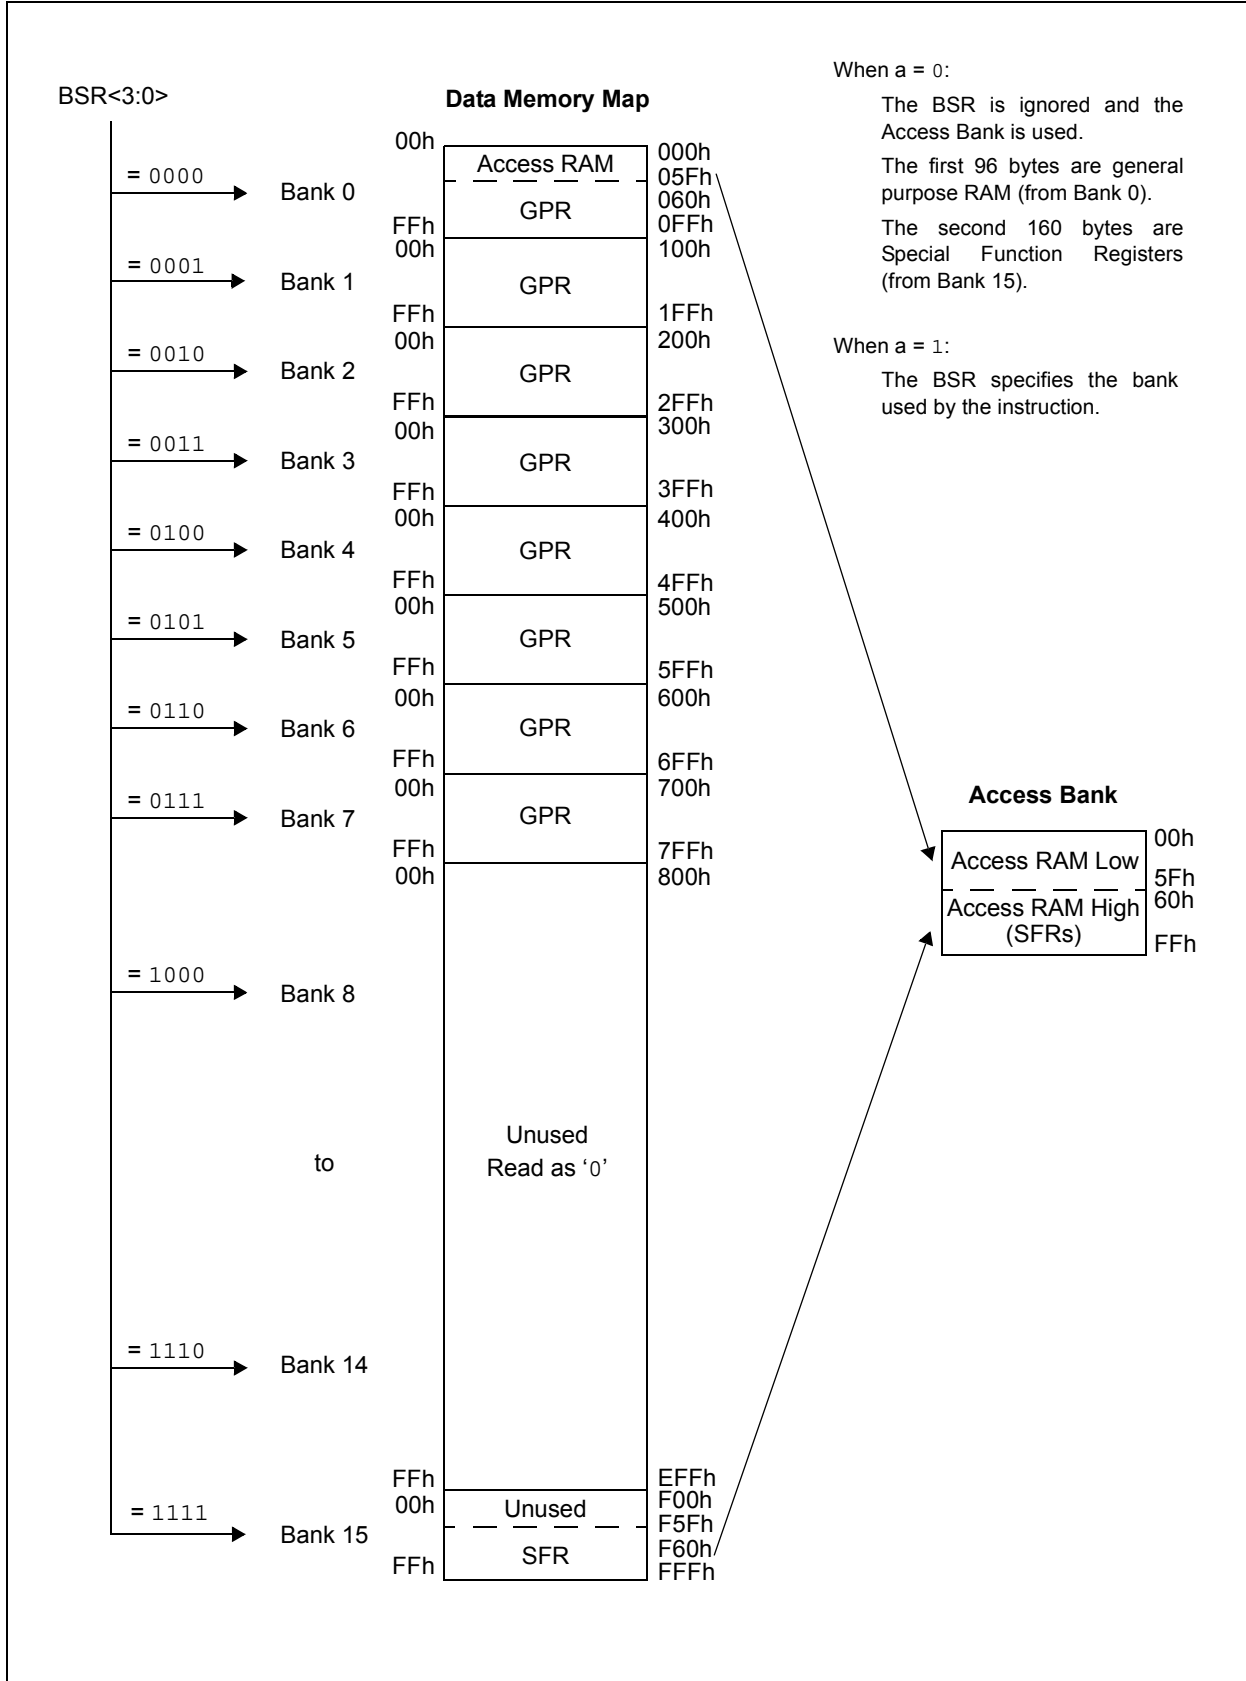 BSR<3:0>
Data Memory Map
When a = 0:
The BSR is ignored and the
Access Bank is used.
The first 96 bytes are general
purpose RAM (from Bank 0).
The second 160 bytes are
Special Function Registers
(from Bank 15).
When a = 1:
The BSR specifies the bank
used by the instruction.
= 0000
Bank 0
00h
Access RAM
000h
05Fh
GPR
060h
FFh
0FFh
= 0001
Bank 1
00h
GPR
100h
FFh
1FFh
= 0010
Bank 2
00h
GPR
200h
FFh
2FFh
= 0011
Bank 3
00h
GPR
300h
FFh
3FFh
= 0100
Bank 4
00h
GPR
400h
FFh
4FFh
= 0101
Bank 5
00h
GPR
500h
FFh
5FFh
= 0110
Bank 6
00h
GPR
600h
FFh
6FFh
= 0111
Bank 7
00h
GPR
700h
FFh
7FFh
= 1000
Bank 8
00h
800h
to
Unused
Read as ‘0’
= 1110
Bank 14
FFh
EFFh
= 1111
Bank 15
00h
Unused
F00h
F5Fh
SFR
F60h
FFh
FFFh
Access Bank
Access RAM Low
00h
5Fh
Access RAM High
(SFRs)
60h
FFh